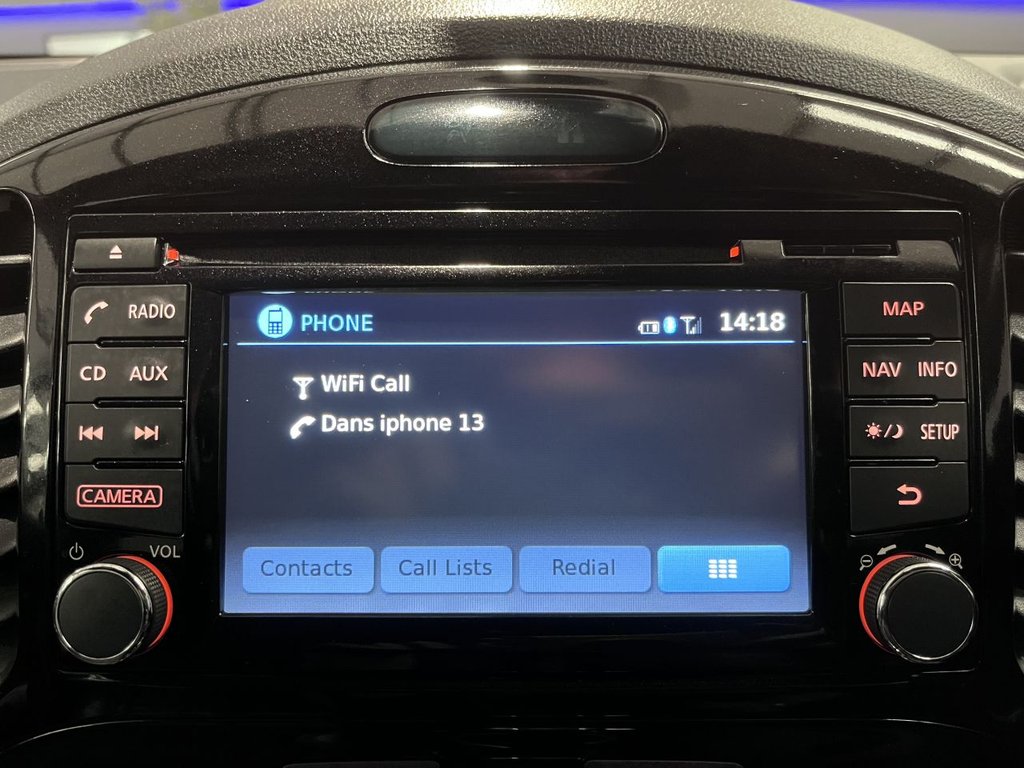 RADIO
CD AUX
CAMERA
VOL
PHONE 14:18
WiFi Call
Dans iphone 13
Contacts Call Lists Redial
MAP
NAV INFO
SETUP